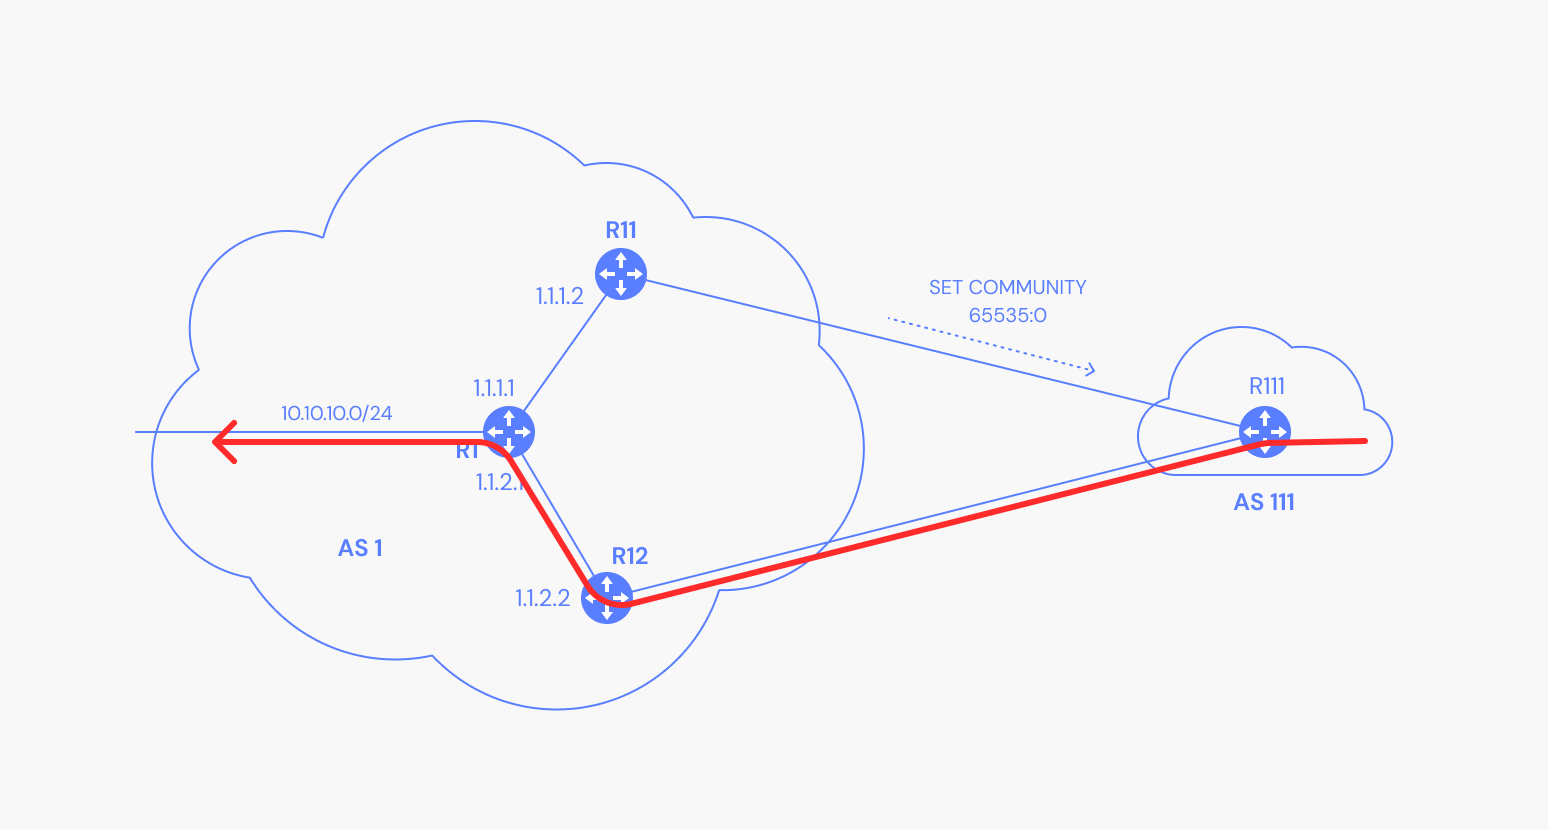 R11
1.1.1.2
SET COMMUNITY
65535:0
1.1.1.1
R111
10.10.10.0/24
R1
1.1.2.1
AS 111
AS 1
R12
1.1.2.2